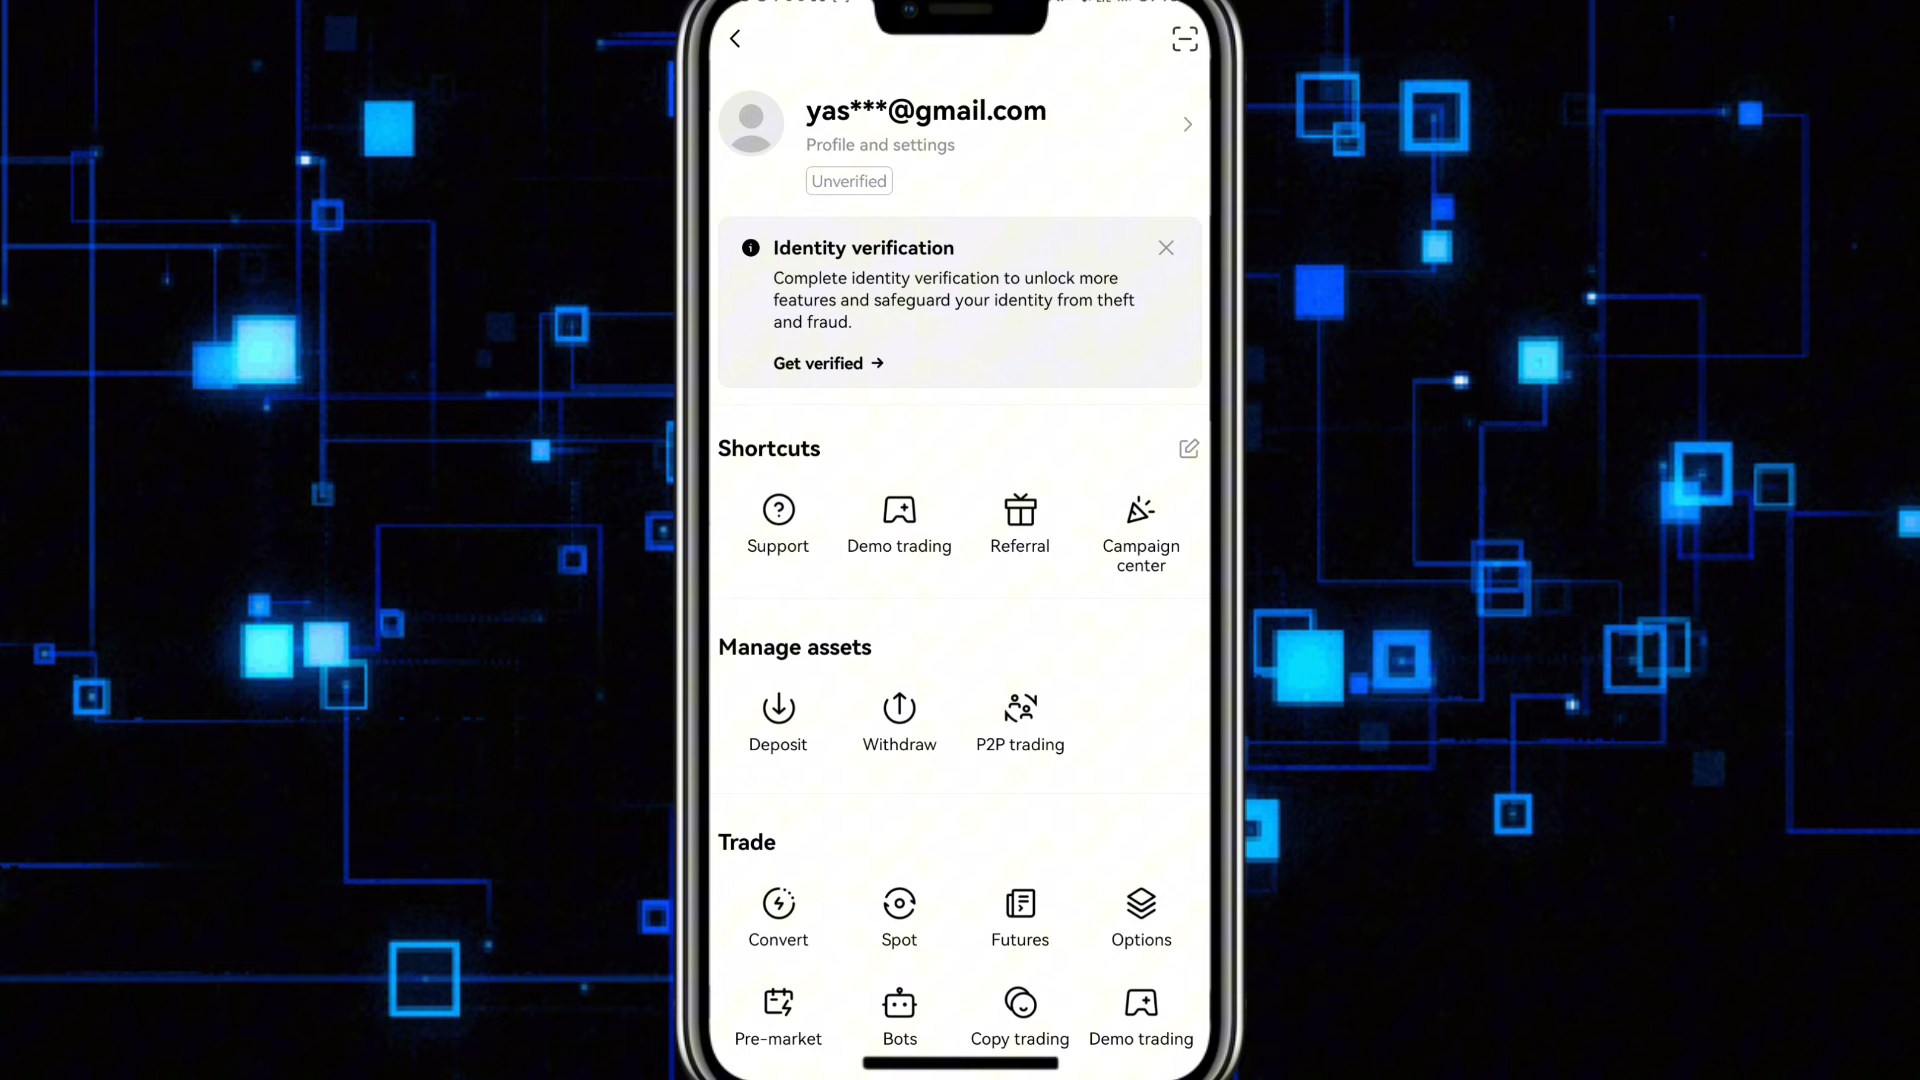 yas***@gmail.com
Profile and settings
Unverified
Identity verification
Complete identity verification to unlock more
features and safeguard your identity from theft
and fraud.
Get verified →
Shortcuts
Support
Demo trading
Referral
Campaign
center
Manage assets
Deposit
Withdraw
P2P trading
Trade
Convert
Spot
Futures
Options
Pre-market
Bots
Copy trading
Demo trading